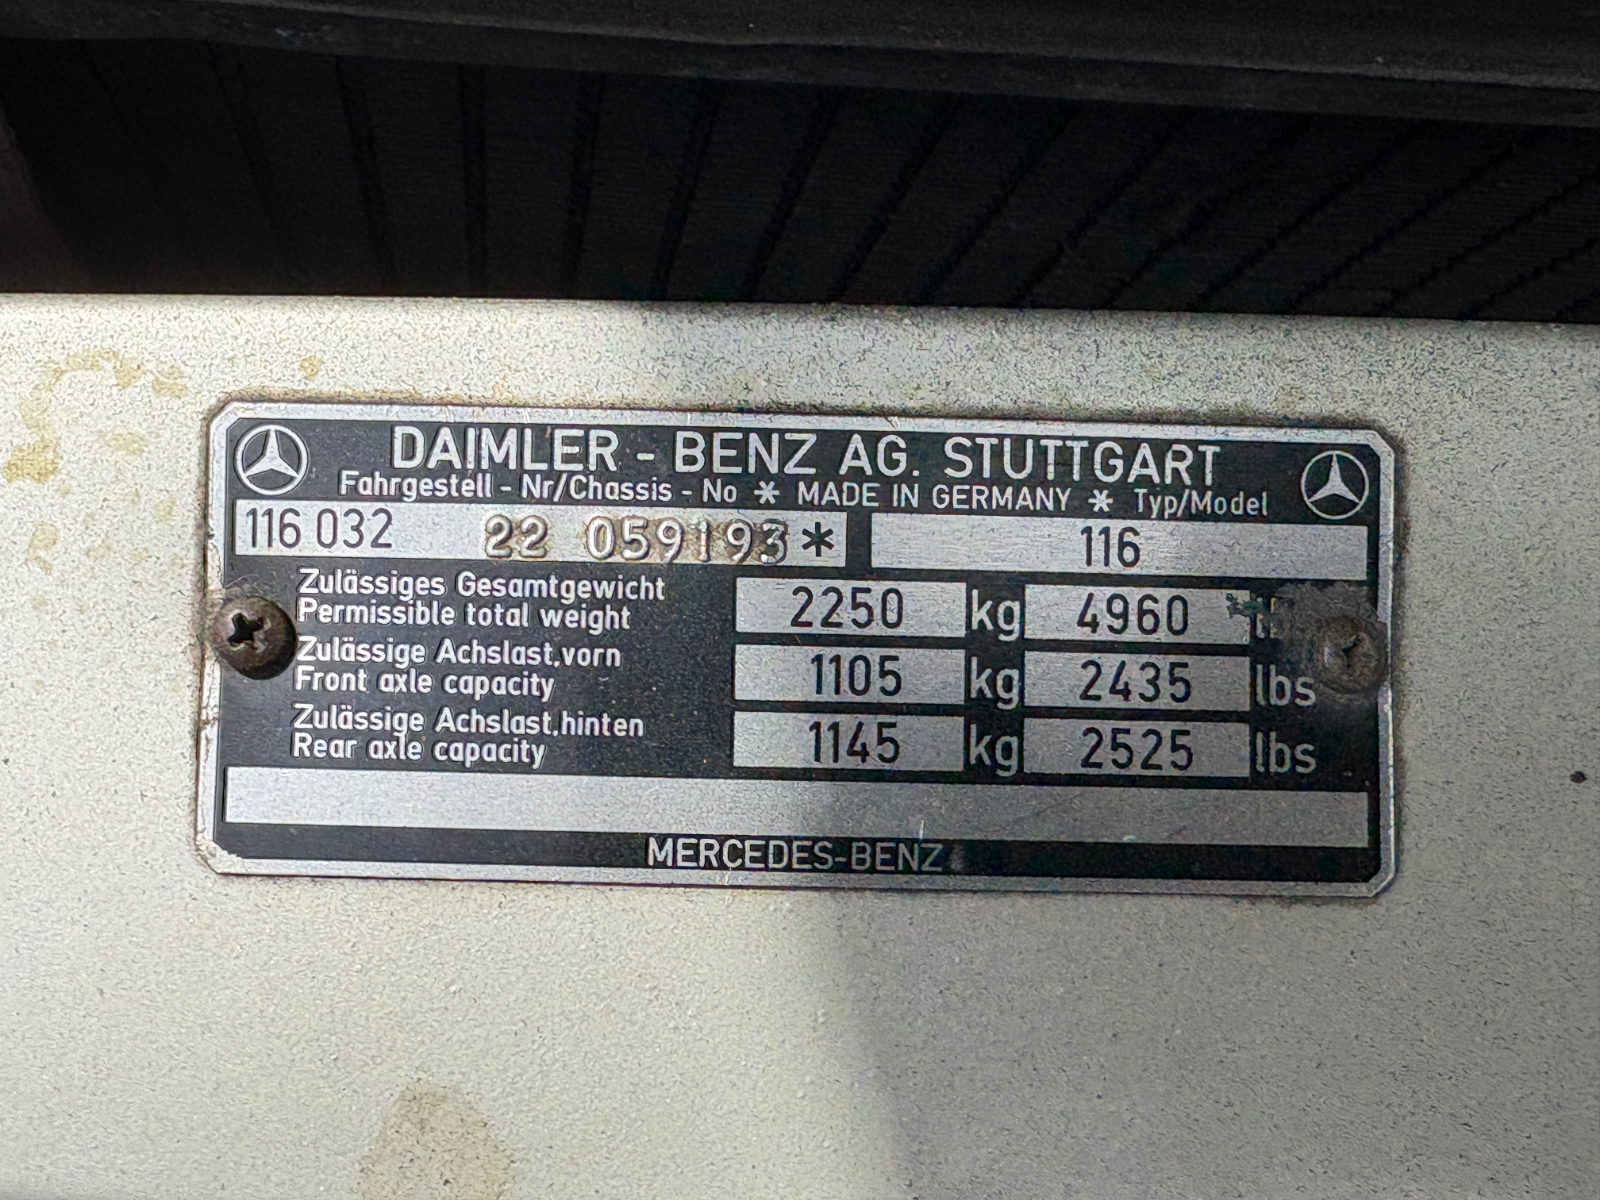 DAIMLER - BENZ AG. STUTTGART
Fahrgestell - Nr/Chassis - No * MADE IN GERMANY * Typ/Model
116 032 22 059193* 116
Zulässiges Gesamtgewicht
Permissible total weight 2250 kg 4960
Zulässige Achslast.vorn
Front axle capacity 1105 kg 2435 lbs
Zulässige Achslast.hinten
Rear axle capacity 1145 kg 2525 lbs
MERCEDES-BENZ